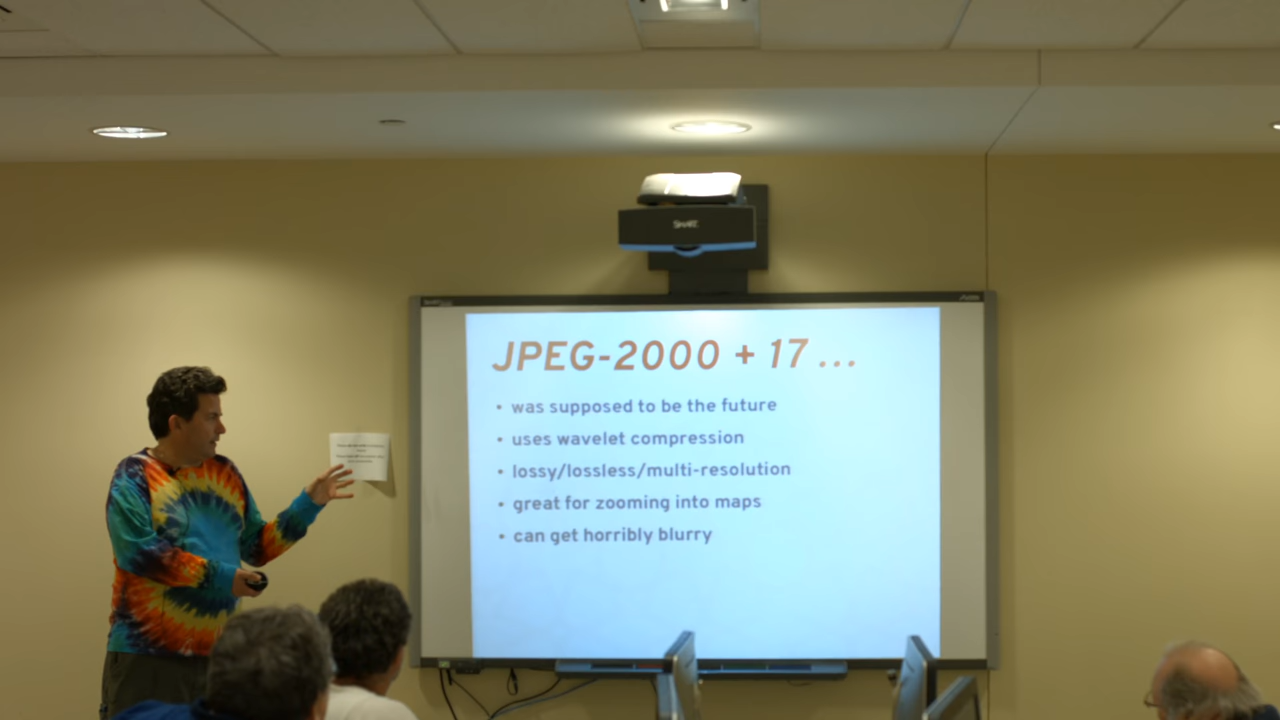 SMART
JPEG-2000 + 17 ...
• was supposed to be the future
• uses wavelet compression
• lossy/lossless/multi-resolution
• great for zooming into maps
• can get horribly blurry